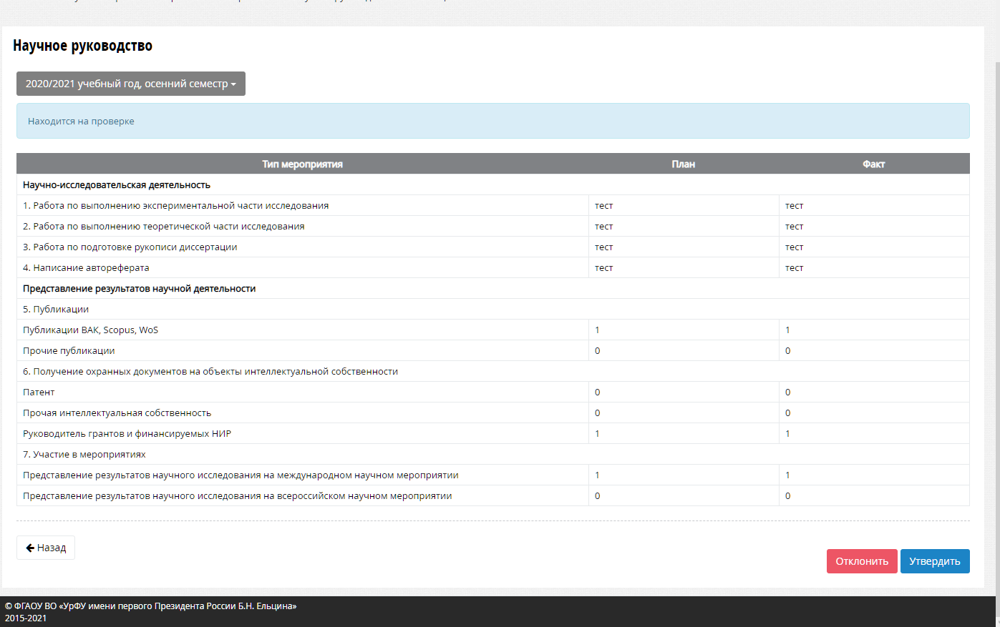 Научное руководство
2020/2021 учебный год, осенний семестр
Находится на проверке
Тип мероприятия План Факт
Научно-исследовательская деятельность
1. Работа по выполнению экспериментальной части исследования тест тест
2. Работа по выполнению теоретической части исследования тест тест
3. Работа по подготовке рукописи диссертации тест тест
4. Написание автореферата тест тест
Представление результатов научной деятельности
5. Публикации
Публикации ВАК, Scopus, WoS 1 1
Прочие публикации 0 0
6. Получение охранных документов на объекты интеллектуальной собственности
Патент 0 0
Прочая интеллектуальная собственность 0 0
Руководитель грантов и финансируемых НИР 1 1
7. Участие в мероприятиях
Представление результатов научного исследования на международном научном мероприятии 1 1
Представление результатов научного исследования на всероссийском научном мероприятии 0 0
Назад
Отклонить Утвердить
© ФГАОУ ВО «УрФУ имени первого Президента России Б.Н. Ельцина»
2015-2021